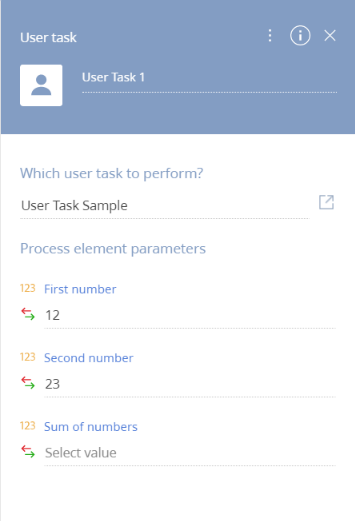 User task
User Task 1
Which user task to perform?
User Task Sample
Process element parameters
123 First number
12
123 Second number
23
123 Sum of numbers
Select value